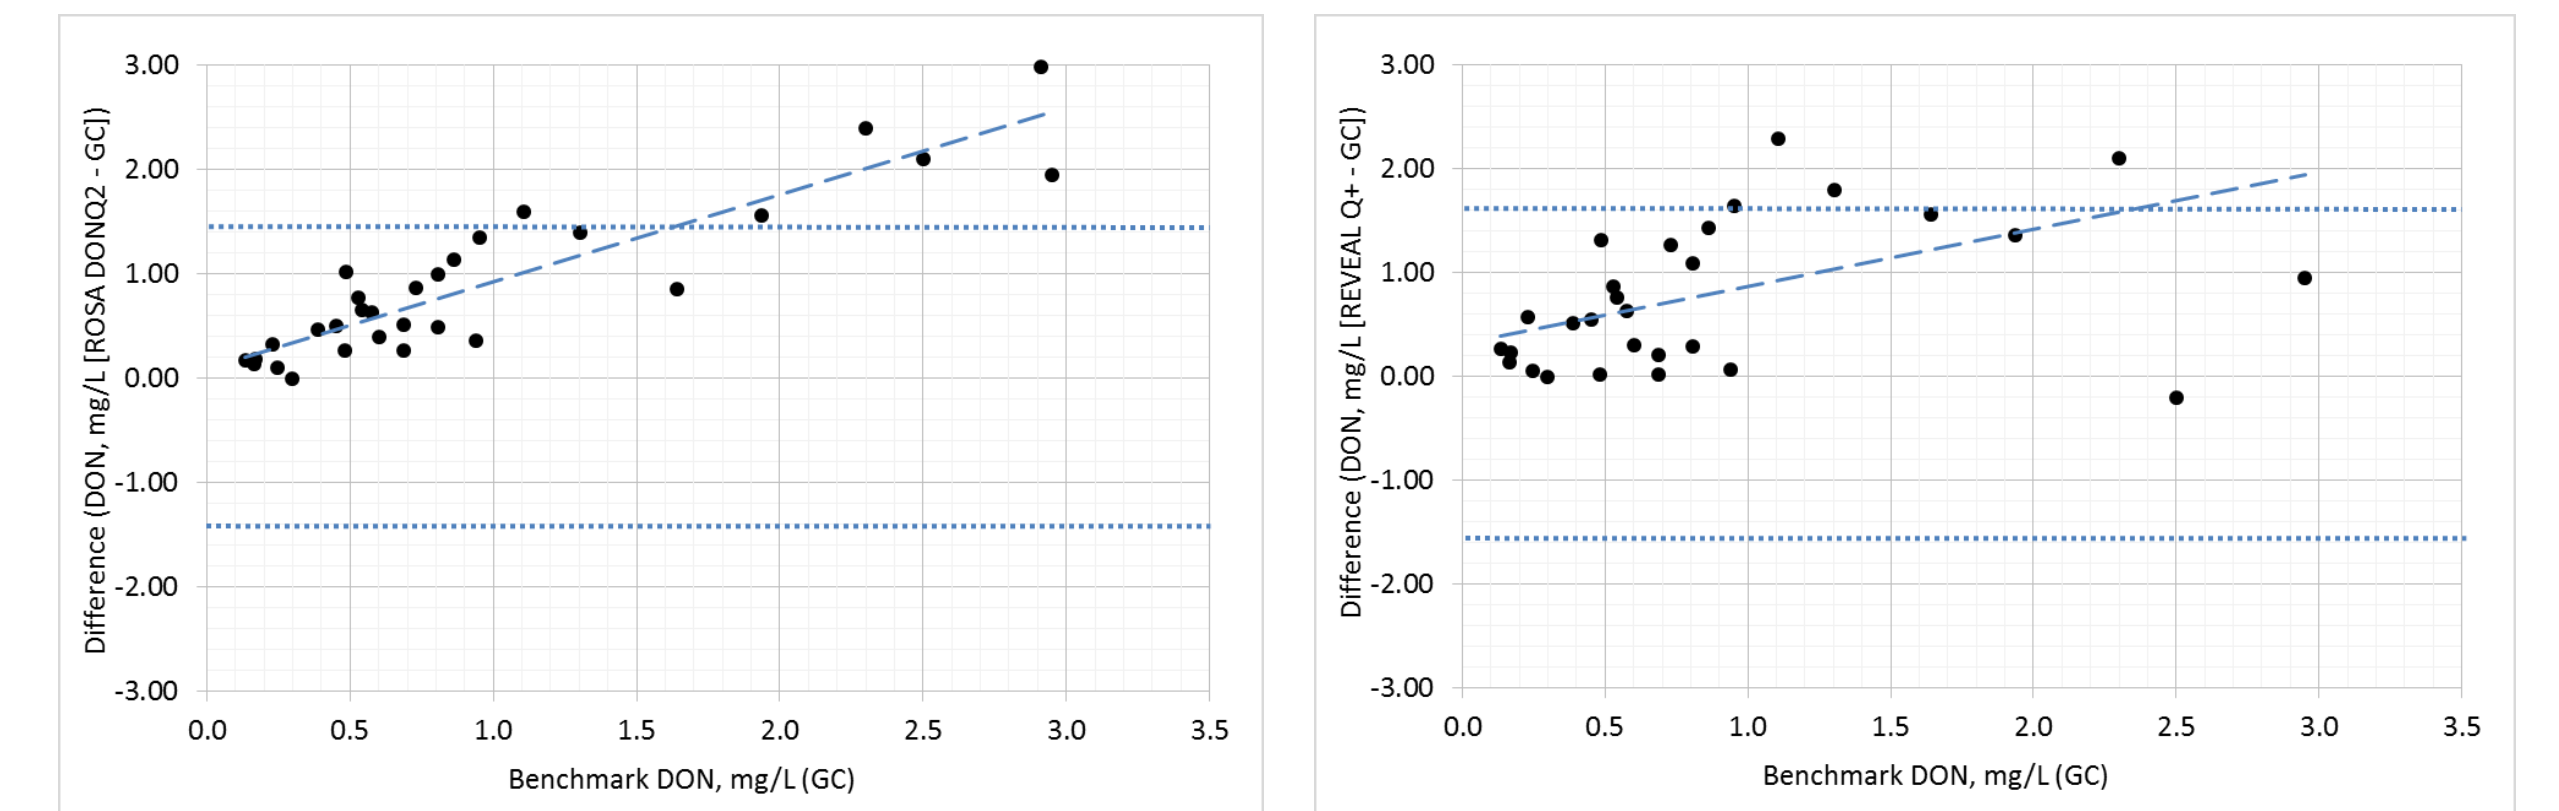 Difference (DON, mg/L [ROSA DONQ2 - GC])
3.00
2.00
1.00
0.00
-1.00
-2.00
-3.00
0.0 0.5 1.0 1.5 2.0 2.5 3.0 3.5
Benchmark DON, mg/L (GC)
Difference (DON, mg/L [REVEAL Q+ - GC])
3.00
2.00
1.00
0.00
-1.00
-2.00
-3.00
0.0 0.5 1.0 1.5 2.0 2.5 3.0 3.5
Benchmark DON, mg/L (GC)